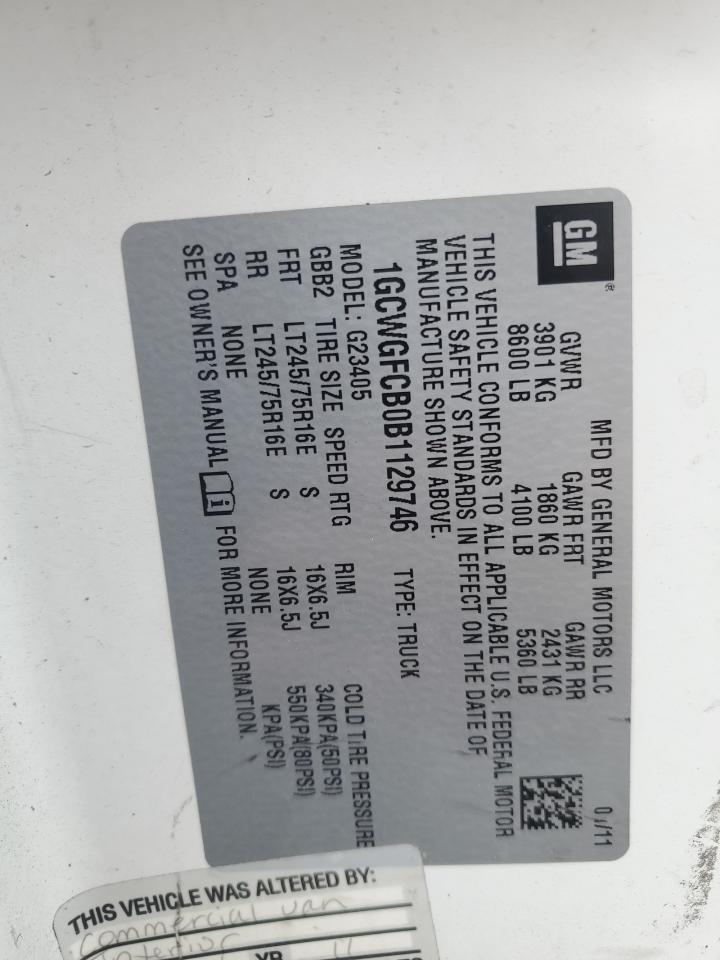 GM®
MFD BY GENERAL MOTORS LLC
GVWR GAWR FRT GAWR RR
3901 KG 1860 KG 2431 KG
8600 LB 4100 LB 5360 LB
THIS VEHICLE CONFORMS TO ALL APPLICABLE U.S. FEDERAL MOTOR
VEHICLE SAFETY STANDARDS IN EFFECT ON THE DATE OF
MANUFACTURE SHOWN ABOVE.
1GCWGFCB0B1129746 TYPE: TRUCK
MODEL: G23405
GBB2 TIRE SIZE SPEED RTG RIM COLD TIRE PRESSURE
FRT LT245/75R16E S 16X6.5J 340KPA(50PSI)
RR LT245/75R16E S 16X6.5J 550KPA(80PSI)
SPA NONE NONE KPA(PSI)
SEE OWNER'S MANUAL i FOR MORE INFORMATION.
THIS VEHICLE WAS ALTERED BY:
Commercial van
interior
YR 11